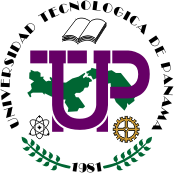 UNIVERSIDAD TECNOLOGICA DE PANAMA
UTP
1981